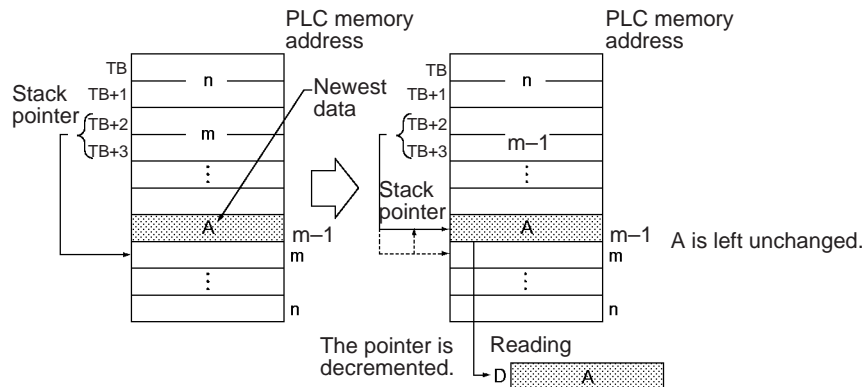 PLC memory
address
PLC memory
address
TB
n
TB+1
Newest
data
Stack
pointer
TB+2
m
TB+3
TB
n
TB+1
TB+2
m–1
TB+3
Stack
pointer
A
m–1
m
n
A
m–1
m
n
A is left unchanged.
The pointer is
decremented.
Reading
D
A